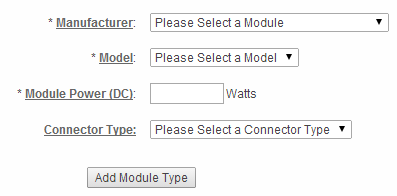 * Manufacturer: Please Select a Module
* Model: Please Select a Model
* Module Power (DC): Watts
Connector Type: Please Select a Connector Type
Add Module Type